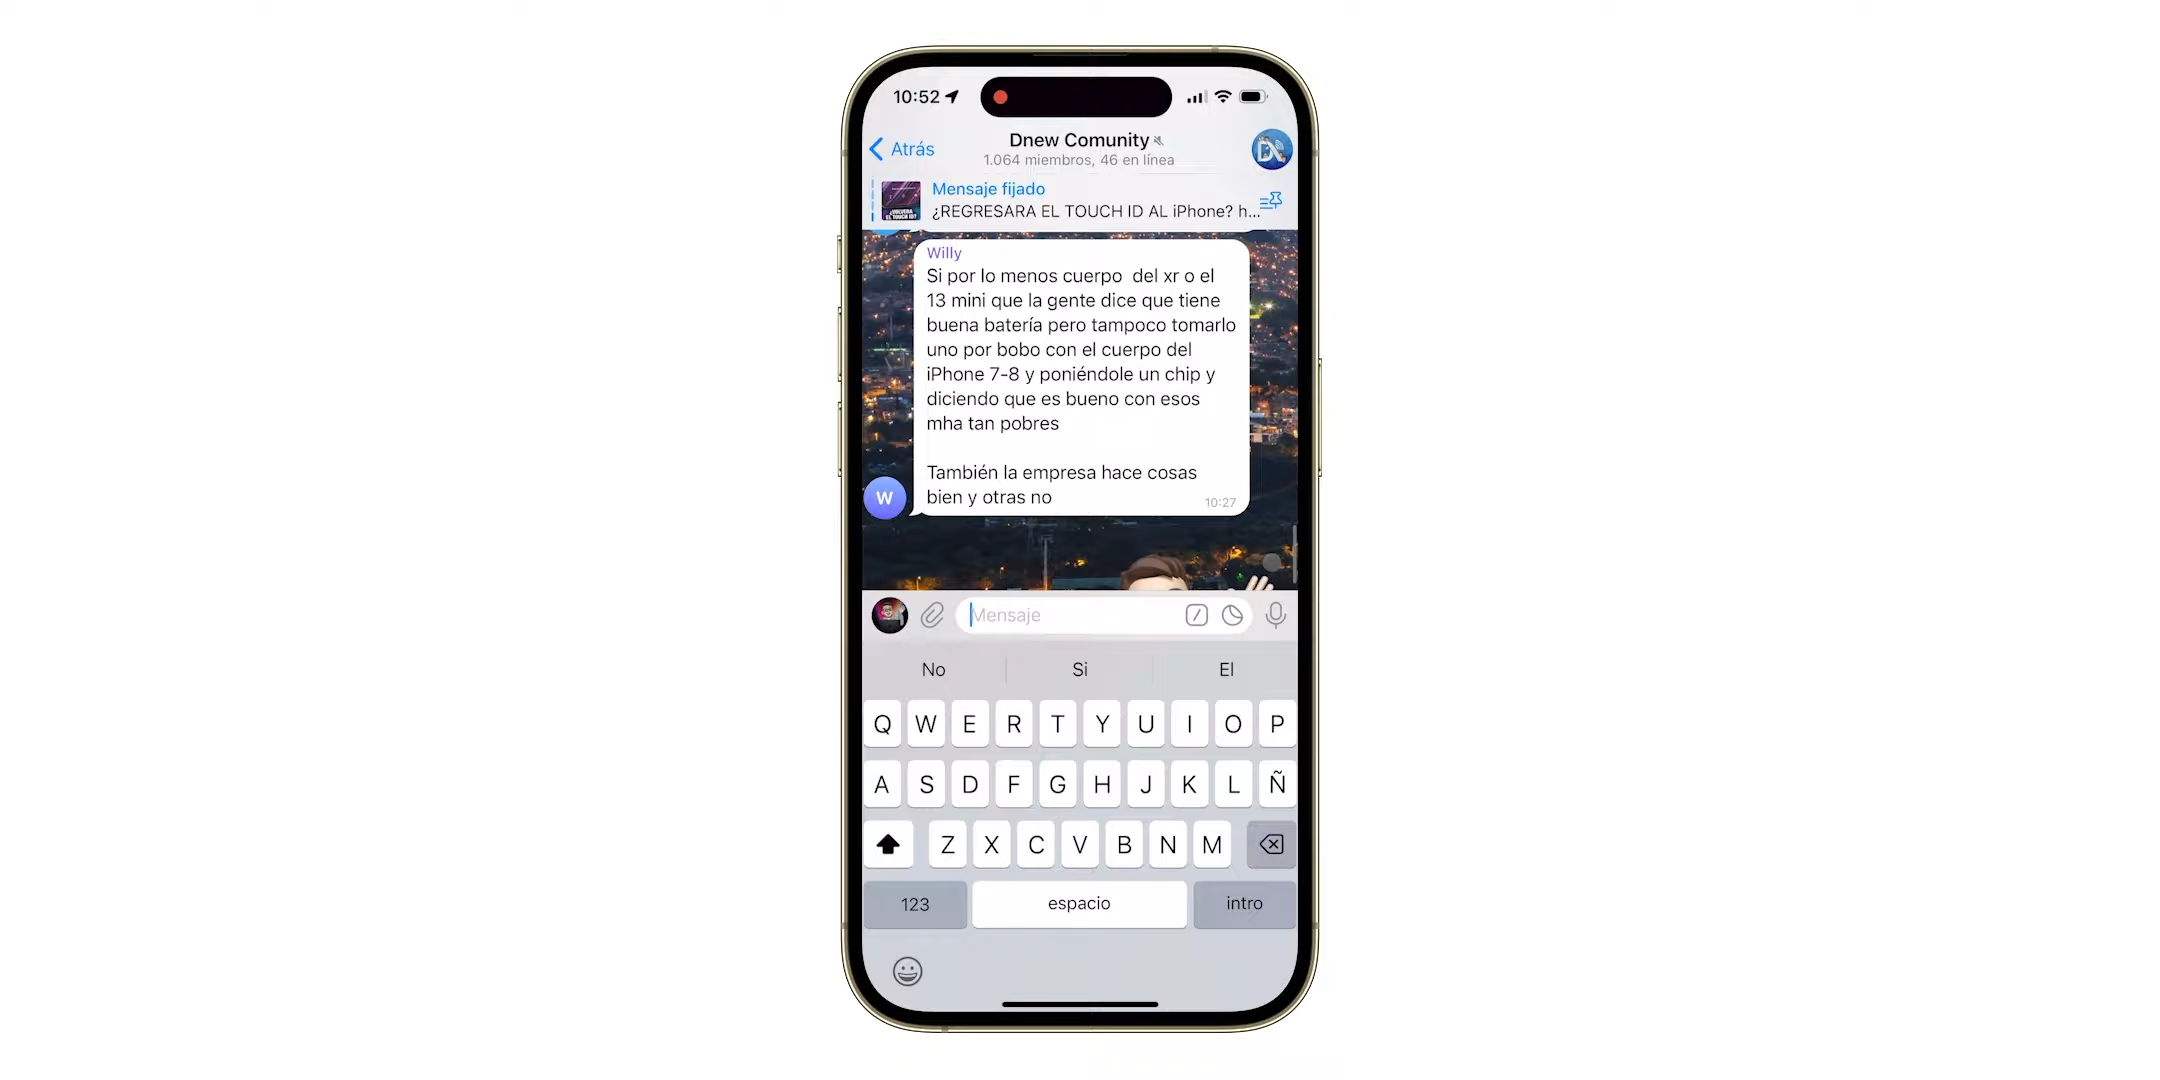 10:52
Dnew Comunity
Atrás
1.064 miembros, 46 en línea
Mensaje fijado
¿REGRESARA EL TOUCH ID AL iPhone? h...
Willy
Si por lo menos cuerpo  del xr o el
13 mini que la gente dice que tiene
buena batería pero tampoco tomarlo
uno por bobo con el cuerpo del
iPhone 7-8 y poniéndole un chip y
diciendo que es bueno con esos
mha tan pobres
También la empresa hace cosas
bien y otras no
10:27
W
Mensaje
No Si El
Q W E R T Y U I O P
A S D F G H J K L Ñ
Z X C V B N M
123 espacio intro